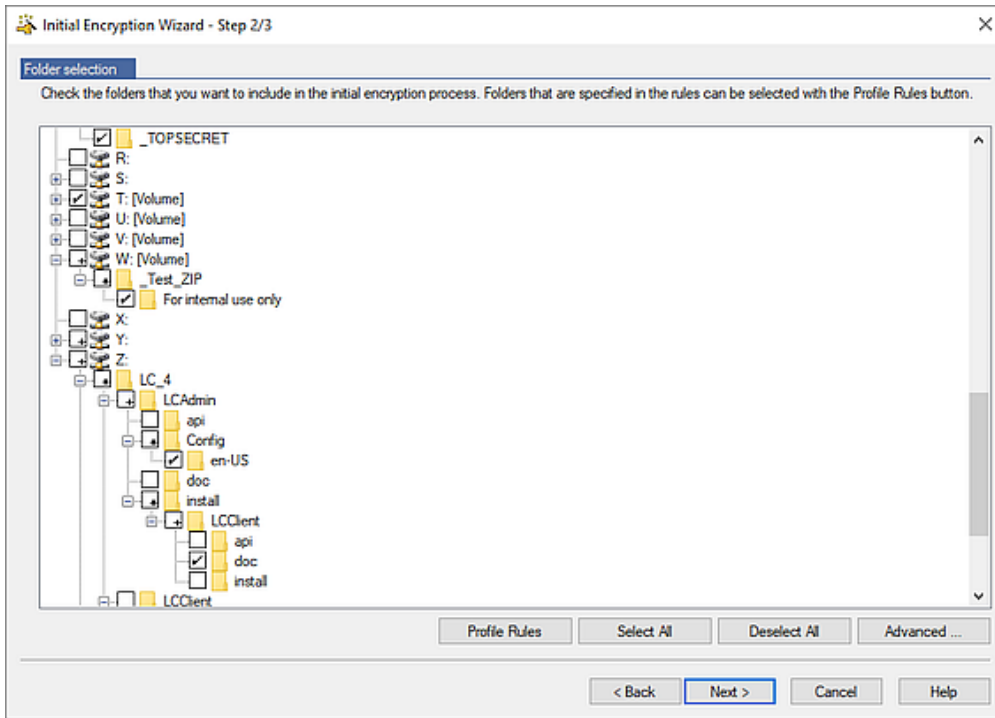 Initial Encryption Wizard - Step 2/3
Folder selection
Check the folders that you want to include in the initial encryption process. Folders that are specified in the rules can be selected with the Profile Rules button.
_TOPSECRET
R:
S:
T: [Volume]
U: [Volume]
V: [Volume]
W: [Volume]
_Test_ZIP
For internal use only
X:
Y:
Z:
LC_4
LCAdmin
api
Config
en-US
doc
install
LCClient
api
doc
install
LCClient
Profile Rules Select All Deselect All Advanced ...
< Back Next > Cancel Help